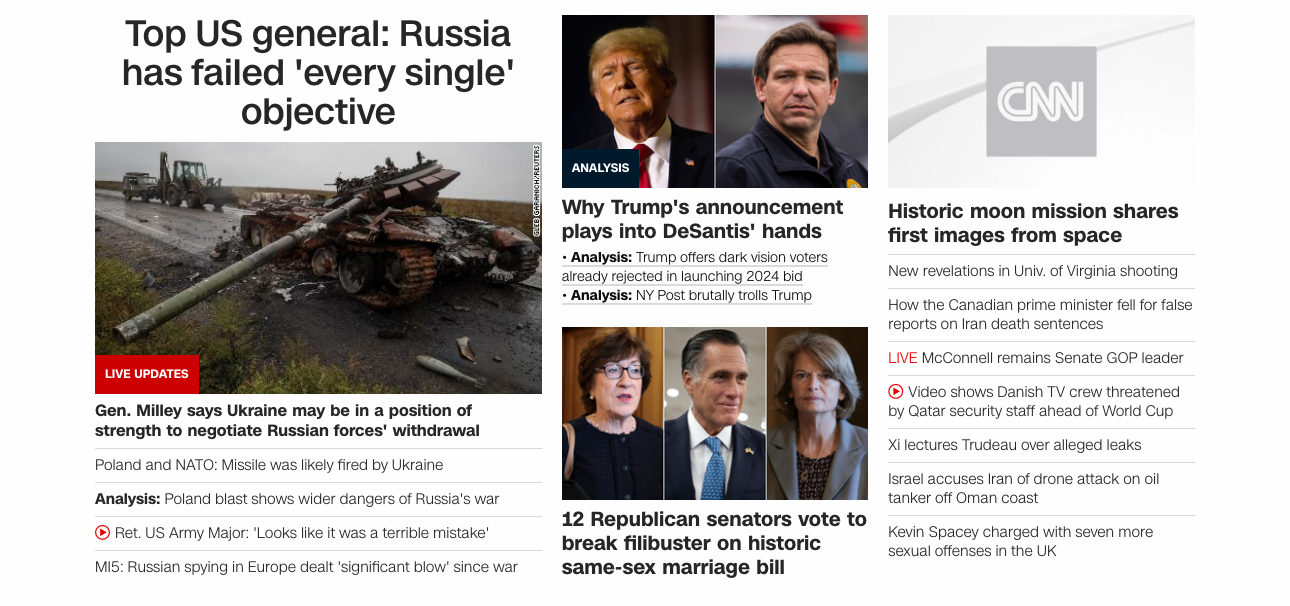 Top US general: Russia
has failed 'every single'
objective
GLEB GARANICH/REUTERS
LIVE UPDATES
Gen. Milley says Ukraine may be in a position of
strength to negotiate Russian forces' withdrawal
Poland and NATO: Missile was likely fired by Ukraine
Analysis: Poland blast shows wider dangers of Russia's war
Ret. US Army Major: 'Looks like it was a terrible mistake'
MI5: Russian spying in Europe dealt 'significant blow' since war
ANALYSIS
Why Trump's announcement
plays into DeSantis' hands
• Analysis: Trump offers dark vision voters
already rejected in launching 2024 bid
• Analysis: NY Post brutally trolls Trump
12 Republican senators vote to
break filibuster on historic
same-sex marriage bill
CNN
Historic moon mission shares
first images from space
New revelations in Univ. of Virginia shooting
How the Canadian prime minister fell for false
reports on Iran death sentences
LIVE McConnell remains Senate GOP leader
Video shows Danish TV crew threatened
by Qatar security staff ahead of World Cup
Xi lectures Trudeau over alleged leaks
Israel accuses Iran of drone attack on oil
tanker off Oman coast
Kevin Spacey charged with seven more
sexual offenses in the UK